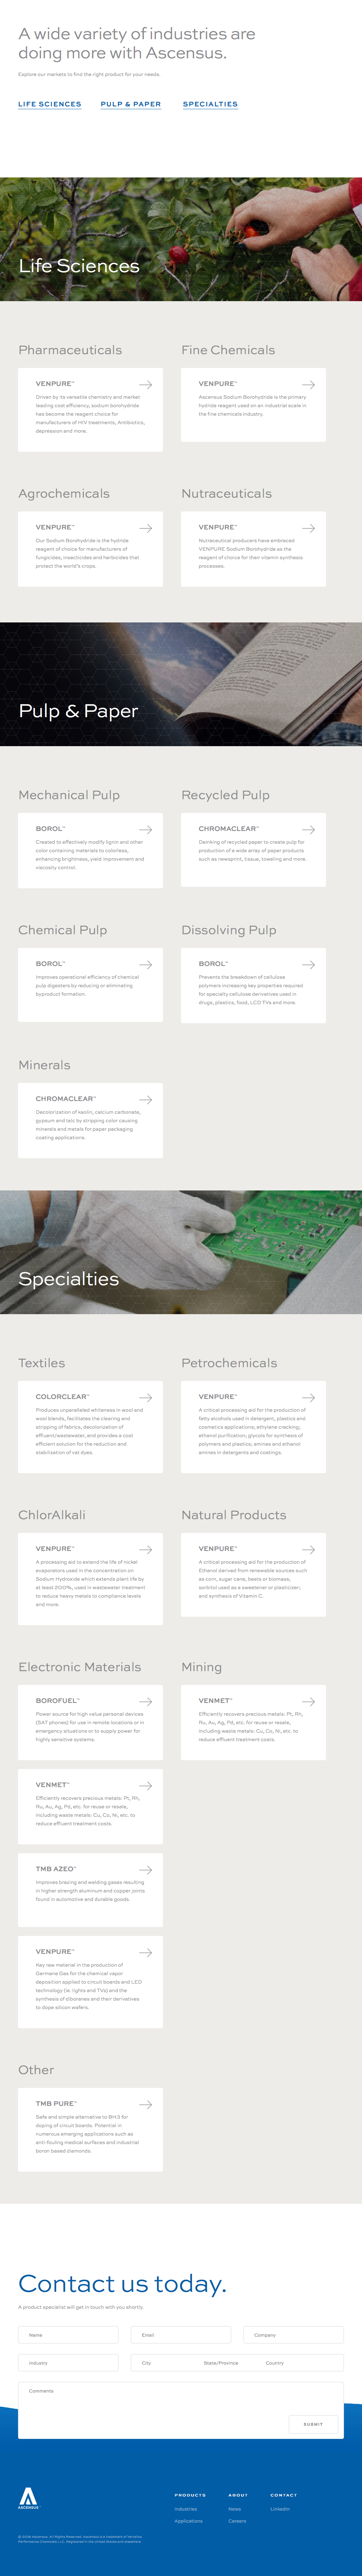 A wide variety of industries are
doing more with Ascensus.
Explore our markets to find the right product for your needs.
LIFE SCIENCES PULP & PAPER SPECIALTIES
Life Sciences
Pharmaceuticals
VENPURE™
Driven by its versatile chemistry and market
leading cost efficiency, sodium borohydride
has become the reagent choice for
manufacturers of HIV treatments, Antibiotics,
depression and more.
Fine Chemicals
VENPURE™
Ascensus Sodium Borohydride is the primary
hydride reagent used on an industrial scale in
the fine chemicals industry.
Agrochemicals
VENPURE™
Our Sodium Borohydride is the hydride
reagent of choice for manufacturers of
fungicides, insecticides and herbicides that
protect the world's crops.
Nutraceuticals
VENPURE™
Nutraceutical producers have embraced
VENPURE Sodium Borohydride as the
reagent of choice for their vitamin synthesis
processes.
Pulp & Paper
Mechanical Pulp
BOROL™
Created to effectively modify lignin and other
color containing materials to colorless,
enhancing brightness, yield improvement and
viscosity control.
Recycled Pulp
CHROMACLEAR™
Deinking of recycled paper to create pulp for
production of a wide array of paper products
such as newsprint, tissue, toweling and more.
Chemical Pulp
BOROL™
Improves operational efficiency of chemical
pulp digesters by reducing or eliminating
byproduct formation.
Dissolving Pulp
BOROL™
Prevents the breakdown of cellulose
polymers increasing key properties required
for specialty cellulose derivatives used in
drugs, plastics, food, LCD TVs and more.
Minerals
CHROMACLEAR™
Decolorization of kaolin, calcium carbonate,
gypsum and talc by stripping color causing
minerals and metals for paper packaging
coating applications.
Specialties
Textiles
COLORCLEAR™
Produces unparalleled whiteness in wool and
wool blends, facilitates the clearing and
stripping of fabrics, decolorization of
effluent/wastewater, and provides a cost
efficient solution for the reduction and
stabilization of vat dyes.
Petrochemicals
VENPURE™
A critical processing aid for the production of
fatty alcohols used in detergent, plastics and
cosmetics applications; ethylene cracking;
ethanol purification; glycols for synthesis of
polymers and plastics; amines and ethanol
amines in detergents and coatings.
ChlorAlkali
VENPURE™
A processing aid to extend the life of nickel
evaporators used in the concentration on
Sodium Hydroxide which extends plant life by
at least 200%, used in wastewater treatment
to reduce heavy metals to compliance levels
and more.
Natural Products
VENPURE™
A critical processing aid for the production of
Ethanol derived from renewable sources such
as corn, sugar cane, beets or biomass;
sorbitol used as a sweetener or plasticizer;
and synthesis of Vitamin C.
Electronic Materials
BOROFUEL™
Power source for high value personal devices
(SAT phones) for use in remote locations or in
emergency situations or to supply power for
highly sensitive systems.
VENMET™
Efficiently recovers precious metals: Pt, Rh,
Ru, Au, Ag, Pd, etc. for reuse or resale,
including waste metals: Cu, Co, Ni, etc. to
reduce effluent treatment costs.
TMB AZEO™
Improves brazing and welding gases resulting
in higher strength aluminum and copper joints
found in automotive and durable goods.
VENPURE™
Key raw material in the production of
Germane Gas for the chemical vapor
deposition applied to circuit boards and LED
technology (ie. lights and TVs) and the
synthesis of diboranes and their derivatives
to dope silicon wafers.
Mining
VENMET™
Efficiently recovers precious metals: Pt, Rh,
Ru, Au, Ag, Pd, etc. for reuse or resale,
including waste metals: Cu, Co, Ni, etc. to
reduce effluent treatment costs.
Other
TMB PURE™
Safe and simple alternative to BH3 for
doping of circuit boards. Potential in
numerous emerging applications such as
anti-fouling medical surfaces and industrial
boron based diamonds.
Contact us today.
A product specialist will get in touch with you shortly.
Name Email Company
Industry City State/Province Country
Comments
SUBMIT
ASCENSUS
PRODUCTS ABOUT CONTACT
Industries News LinkedIn
Applications Careers